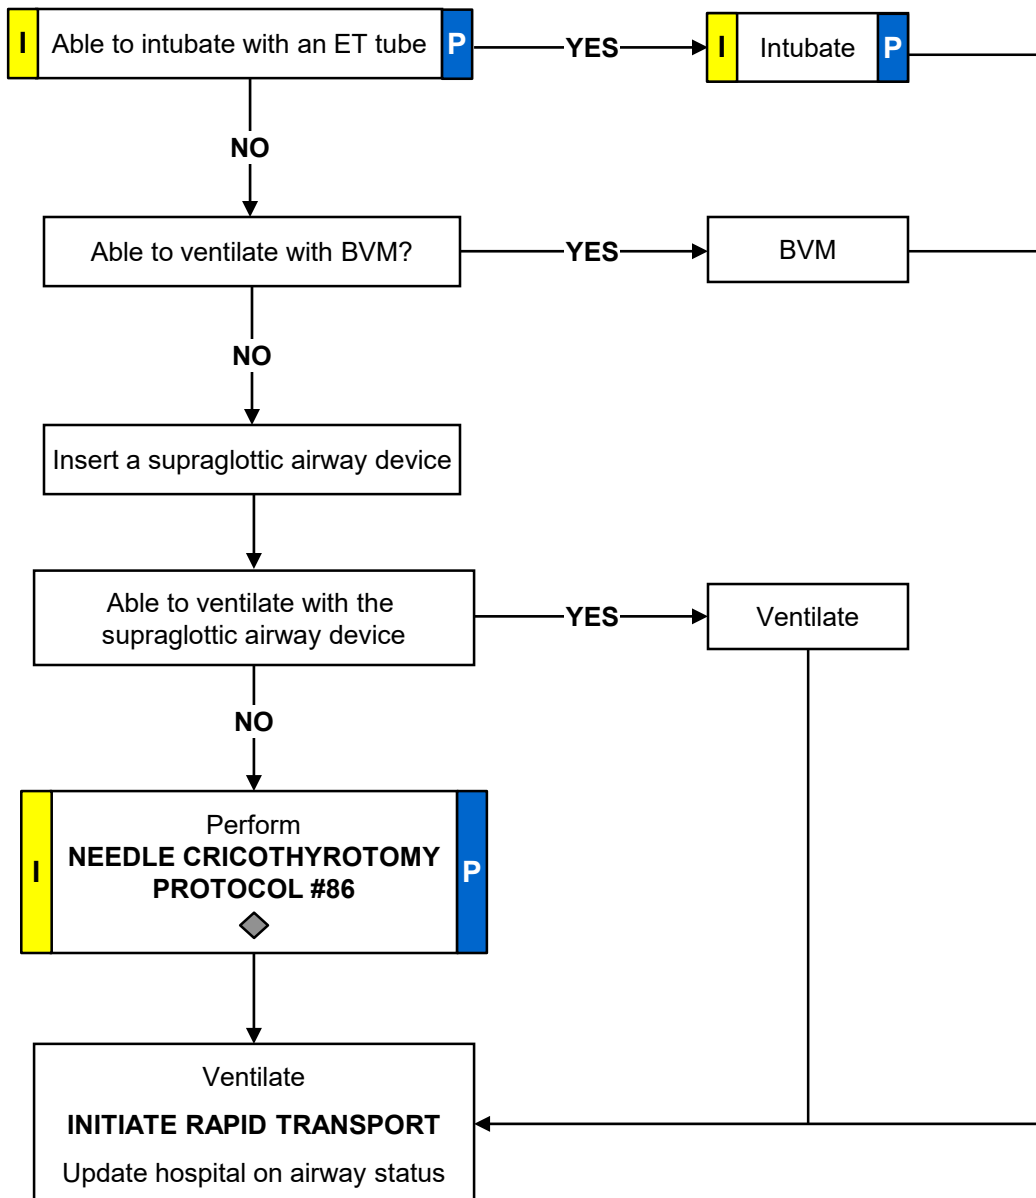 I Able to intubate with an ET tube P YES I Intubate P
NO
Able to ventilate with BVM? YES BVM
NO
Insert a supraglottic airway device
Able to ventilate with the
supraglottic airway device YES Ventilate
NO
Perform
NEEDLE CRICOTHYROTOMY
PROTOCOL #86
I P
Ventilate
INITIATE RAPID TRANSPORT
Update hospital on airway status